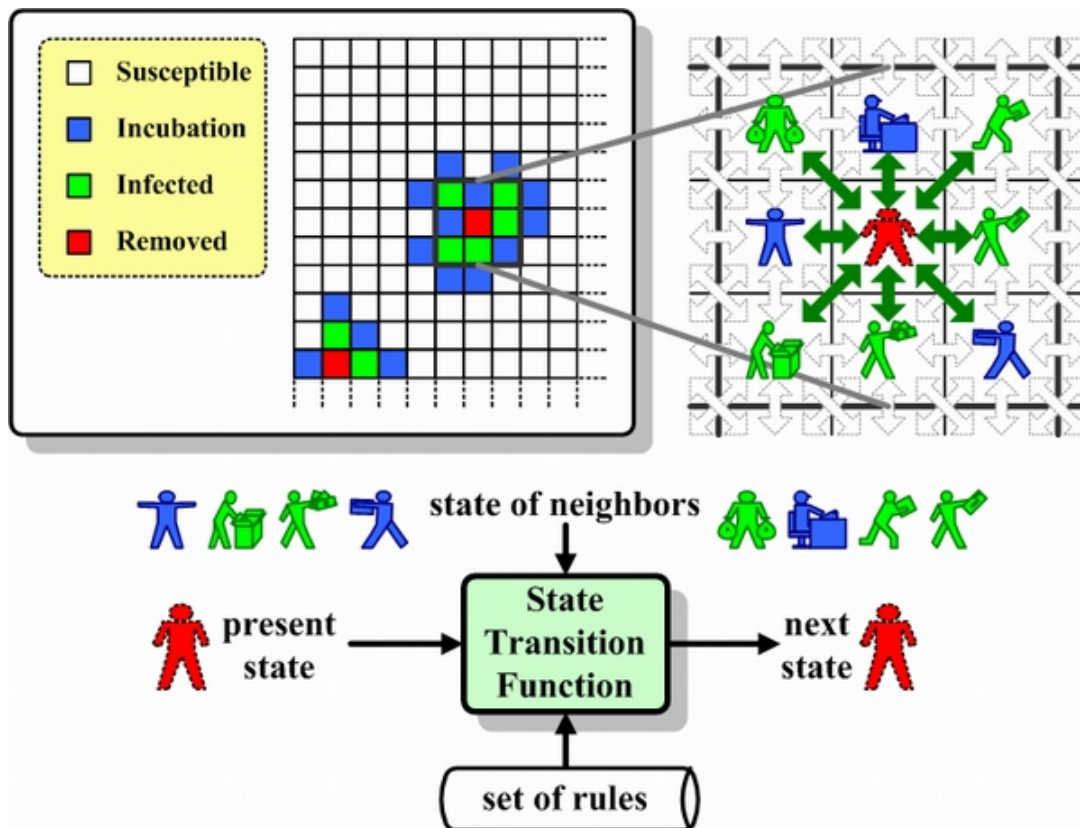 Susceptible
Incubation
Infected
Removed
state of neighbors
present
state
State
Transition
Function
next
state
set of rules